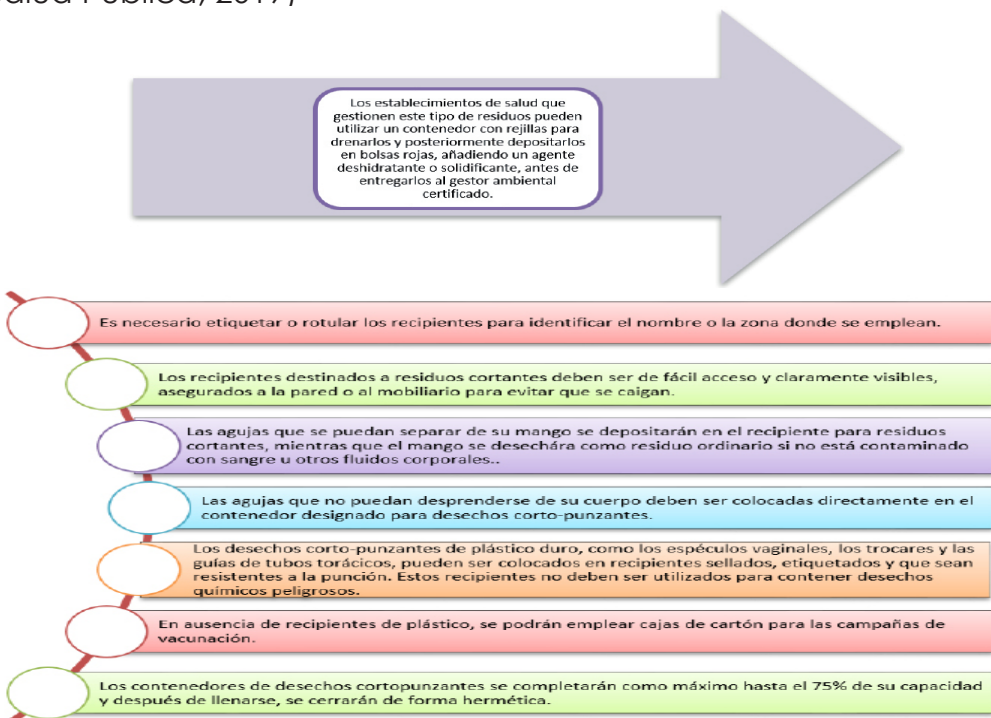 Salud Pública, 2019)
Los establecimientos de salud que
gestionen este tipo de residuos pueden
utilizar un contenedor con rejillas para
drenarlos y posteriormente depositarlos
en bolsas rojas, añadiendo un agente
deshidratante o solidificante, antes de
entregarlos al gestor ambiental
certificado.
Es necesario etiquetar o rotular los recipientes para identificar el nombre o la zona donde se emplean.
Los recipientes destinados a residuos cortantes deben ser de fácil acceso y claramente visibles,
asegurados a la pared o al mobiliario para evitar que se caigan.
Las agujas que se puedan separar de su mango se depositarán en el recipiente para residuos
cortantes, mientras que el mango se desechára como residuo ordinario si no está contaminado
con sangre u otros fluidos corporales..
Las agujas que no puedan desprenderse de su cuerpo deben ser colocadas directamente en el
contenedor designado para desechos corto-punzantes.
Los desechos corto-punzantes de plástico duro, como los espéculos vaginales, los trocares y las
guías de tubos torácicos, pueden ser colocados en recipientes sellados, etiquetados y que sean
resistentes a la punción. Estos recipientes no deben ser utilizados para contener desechos
químicos peligrosos.
En ausencia de recipientes de plástico, se podrán emplear cajas de cartón para las campañas de
vacunación.
Los contenedores de desechos cortopunzantes se completarán como máximo hasta el 75% de su capacidad
y después de llenarse, se cerrarán de forma hermética.